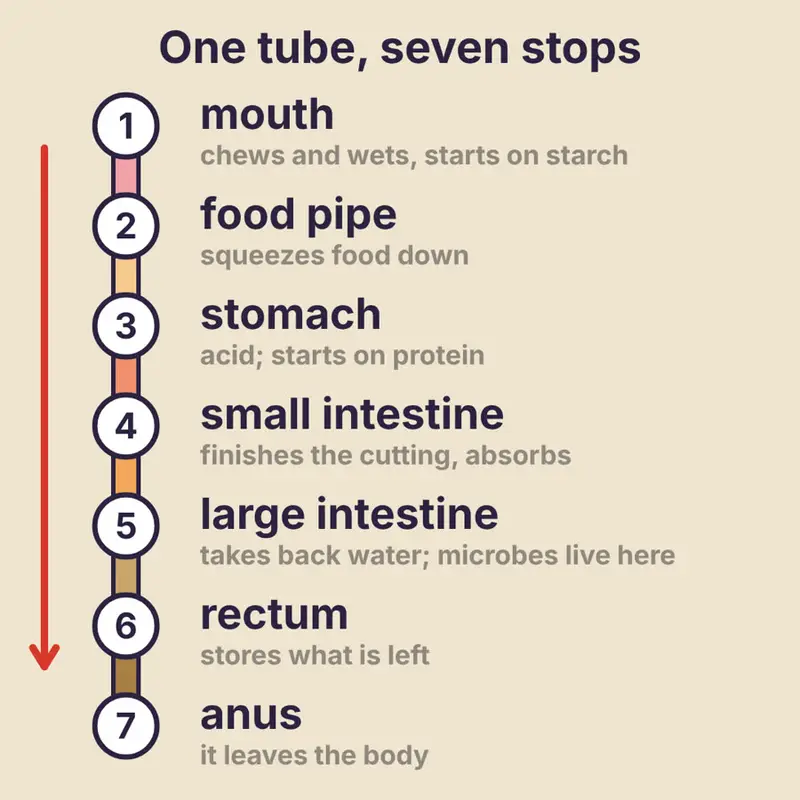 One tube, seven stops
1
mouth
chews and wets, starts on starch
2
food pipe
squeezes food down
3
stomach
acid; starts on protein
4
small intestine
finishes the cutting, absorbs
5
large intestine
takes back water; microbes live here
6
rectum
stores what is left
7
anus
it leaves the body